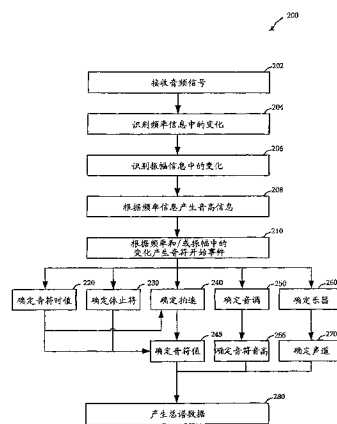 200
202
接收音频信号
204
识别频率信息中的变化
206
识别振幅信息中的变化
208
根据频率信息产生音高信息
210
根据频率和/或振幅中的
变化产生音符开始事件
220 230 240 250 260
确定音符时值 确定休止符 确定拍速 确定音调 确定乐器
245 255 270
确定音符值 确定音符音高 确定声道
280
产生总谱数据